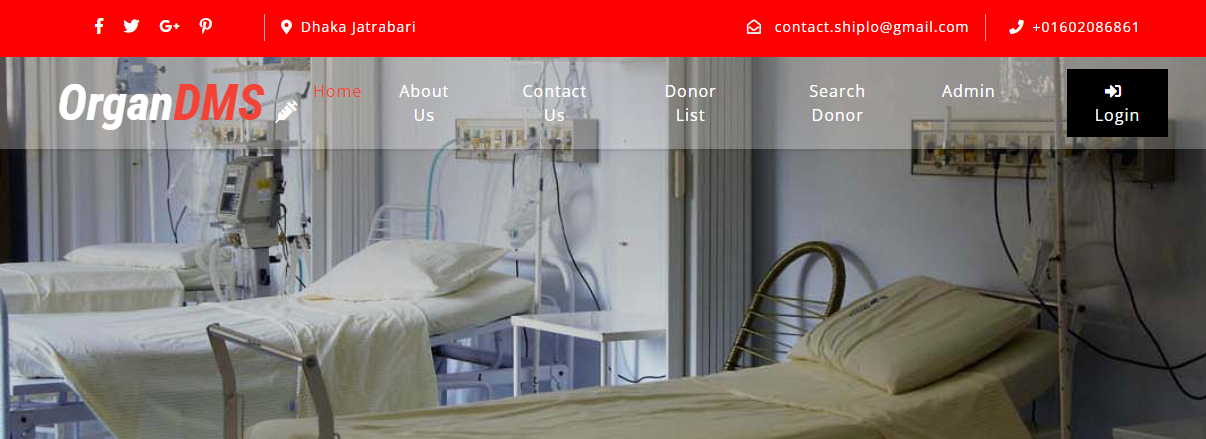 Dhaka Jatrabari
contact.shiplo@gmail.com
+01602086861
OrganDMS
Home
About
Us
Contact
Us
Donor
List
Search
Donor
Admin
Login